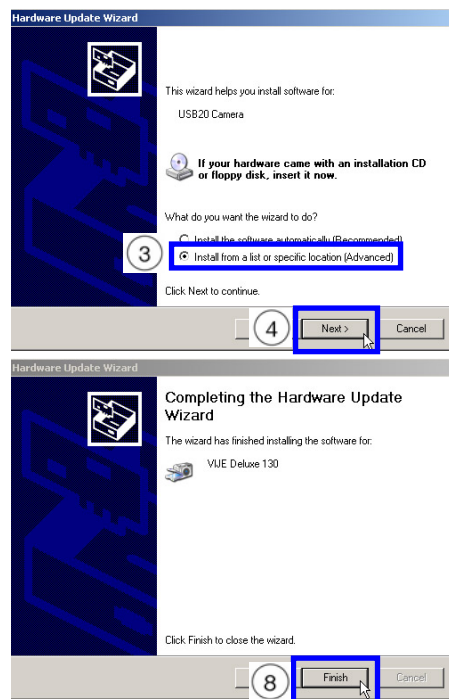 Hardware Update Wizard
This wizard helps you install software for:
USB20 Camera
If your hardware came with an installation CD
or floppy disk, insert it now.
What do you want the wizard to do?
Install the software automatically (Recommended)
3
Install from a list or specific location (Advanced)
Click Next to continue.
4 Next > Cancel
Hardware Update Wizard
Completing the Hardware Update
Wizard
The wizard has finished installing the software for:
VIJE Deluxe 130
Click Finish to close the wizard.
8 Finish Cancel